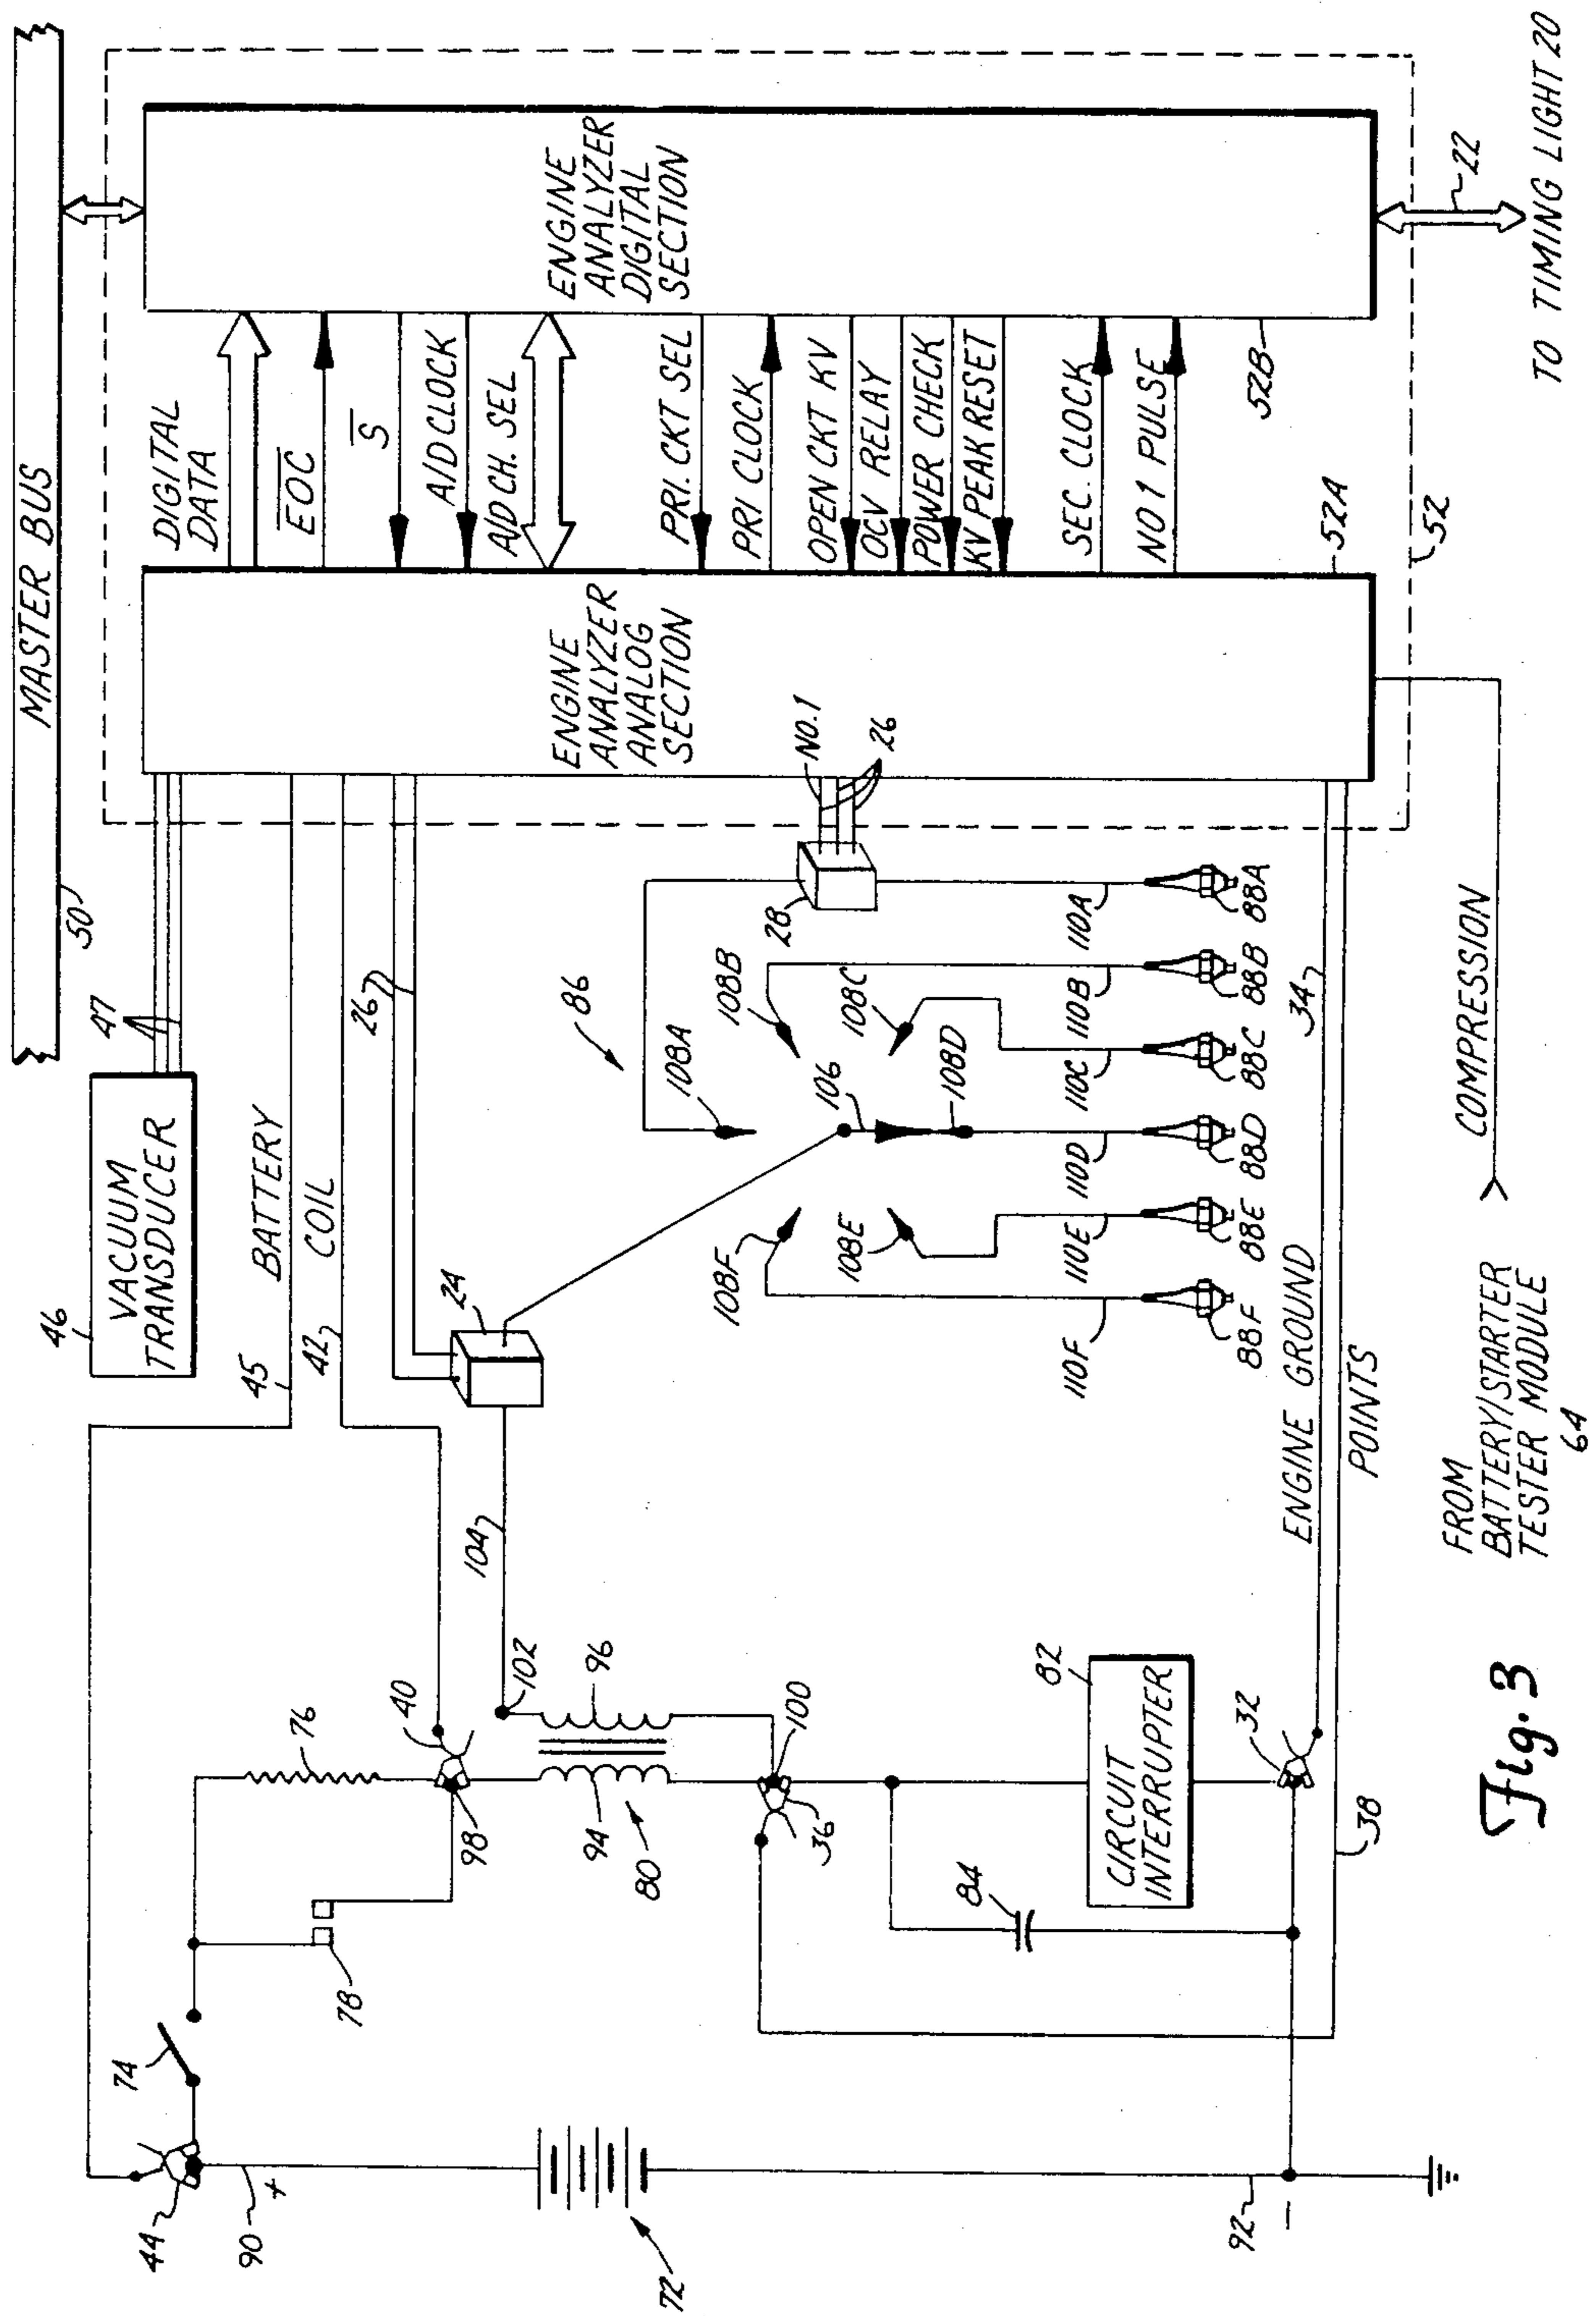 MASTER BUS
50
46
VACUUM
TRANSDUCER
47
45
BATTERY
42
COIL
26
DIGITAL
DATA
EOC
S
A/D CLOCK
A/D CH. SEL
PRI. CKT SEL
PRI CLOCK
OPEN CKT KV
OCV RELAY
POWER CHECK
KV PEAK RESET
SEC. CLOCK
NO 1 PULSE
ENGINE
ANALYZER
ANALOG
SECTION
ENGINE
ANALYZER
DIGITAL
SECTION
52A
52B
52
22
TO TIMING LIGHT 20
NO. 1
26
28
24
86
104
106
108A
108B
108C
108D
108E
108F
110A
110B
110C
110D
110E
110F
88A
88B
88C
88D
88E
88F
44
74
90
+
72
92
−
78
76
40
98
102
94
96
80
100
36
84
82
CIRCUIT
INTERRUPTER
32
34
ENGINE GROUND
POINTS
38
FROM
BATTERY/STARTER
TESTER MODULE
64
COMPRESSION
Fig. 3